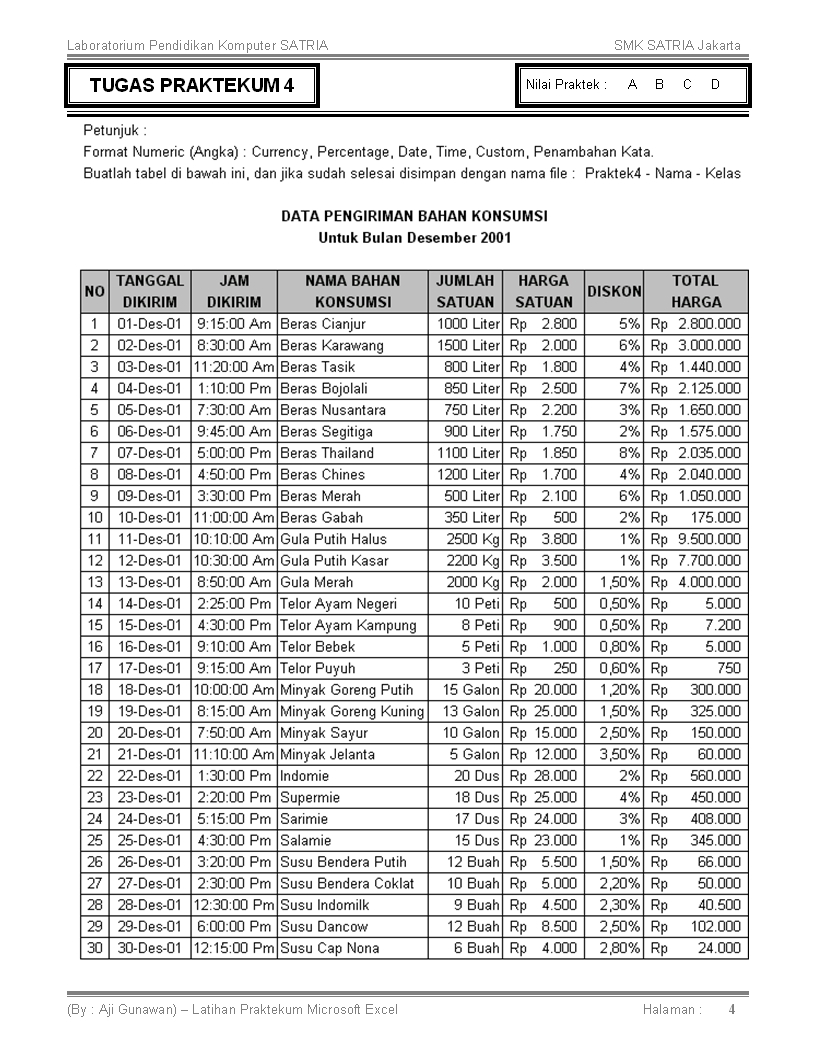 Laboratorium Pendidikan Komputer SATRIA SMK SATRIA Jakarta
TUGAS PRAKTEKUM 4 Nilai Praktek : A B C D
Petunjuk :
Format Numeric (Angka) : Currency, Percentage, Date, Time, Custom, Penambahan Kata.
Buatlah tabel di bawah ini, dan jika sudah selesai disimpan dengan nama file : Praktek4 - Nama - Kelas
DATA PENGIRIMAN BAHAN KONSUMSI
Untuk Bulan Desember 2001
NO TANGGAL DIKIRIM JAM DIKIRIM NAMA BAHAN KONSUMSI JUMLAH SATUAN HARGA SATUAN DISKON TOTAL HARGA
1 01-Des-01 9:15:00 Am Beras Cianjur 1000 Liter Rp 2.800 5% Rp 2.800.000
2 02-Des-01 8:30:00 Am Beras Karawang 1500 Liter Rp 2.000 6% Rp 3.000.000
3 03-Des-01 11:20:00 Am Beras Tasik 800 Liter Rp 1.800 4% Rp 1.440.000
4 04-Des-01 1:10:00 Pm Beras Bojolali 850 Liter Rp 2.500 7% Rp 2.125.000
5 05-Des-01 7:30:00 Am Beras Nusantara 750 Liter Rp 2.200 3% Rp 1.650.000
6 06-Des-01 9:45:00 Am Beras Segitiga 900 Liter Rp 1.750 2% Rp 1.575.000
7 07-Des-01 5:00:00 Pm Beras Thailand 1100 Liter Rp 1.850 8% Rp 2.035.000
8 08-Des-01 4:50:00 Pm Beras Chines 1200 Liter Rp 1.700 4% Rp 2.040.000
9 09-Des-01 3:30:00 Pm Beras Merah 500 Liter Rp 2.100 6% Rp 1.050.000
10 10-Des-01 11:00:00 Am Beras Gabah 350 Liter Rp 500 2% Rp 175.000
11 11-Des-01 10:10:00 Am Gula Putih Halus 2500 Kg Rp 3.800 1% Rp 9.500.000
12 12-Des-01 10:30:00 Am Gula Putih Kasar 2200 Kg Rp 3.500 1% Rp 7.700.000
13 13-Des-01 8:50:00 Am Gula Merah 2000 Kg Rp 2.000 1,50% Rp 4.000.000
14 14-Des-01 2:25:00 Pm Telor Ayam Negeri 10 Peti Rp 500 0,50% Rp 5.000
15 15-Des-01 4:30:00 Pm Telor Ayam Kampung 8 Peti Rp 900 0,50% Rp 7.200
16 16-Des-01 9:10:00 Am Telor Bebek 5 Peti Rp 1.000 0,80% Rp 5.000
17 17-Des-01 9:15:00 Am Telor Puyuh 3 Peti Rp 250 0,60% Rp 750
18 18-Des-01 10:00:00 Am Minyak Goreng Putih 15 Galon Rp 20.000 1,20% Rp 300.000
19 19-Des-01 8:15:00 Am Minyak Goreng Kuning 13 Galon Rp 25.000 1,50% Rp 325.000
20 20-Des-01 7:50:00 Am Minyak Sayur 10 Galon Rp 15.000 2,50% Rp 150.000
21 21-Des-01 11:10:00 Am Minyak Jelanta 5 Galon Rp 12.000 3,50% Rp 60.000
22 22-Des-01 1:30:00 Pm Indomie 20 Dus Rp 28.000 2% Rp 560.000
23 23-Des-01 2:20:00 Pm Supermie 18 Dus Rp 25.000 4% Rp 450.000
24 24-Des-01 5:15:00 Pm Sarimie 17 Dus Rp 24.000 3% Rp 408.000
25 25-Des-01 4:30:00 Pm Salamie 15 Dus Rp 23.000 1% Rp 345.000
26 26-Des-01 3:20:00 Pm Susu Bendera Putih 12 Buah Rp 5.500 1,50% Rp 66.000
27 27-Des-01 2:30:00 Pm Susu Bendera Coklat 10 Buah Rp 5.000 2,20% Rp 50.000
28 28-Des-01 12:30:00 Pm Susu Indomilk 9 Buah Rp 4.500 2,30% Rp 40.500
29 29-Des-01 6:00:00 Pm Susu Dancow 12 Buah Rp 8.500 2,50% Rp 102.000
30 30-Des-01 12:15:00 Pm Susu Cap Nona 6 Buah Rp 4.000 2,80% Rp 24.000
(By : Aji Gunawan) – Latihan Praktekum Microsoft Excel Halaman : 4